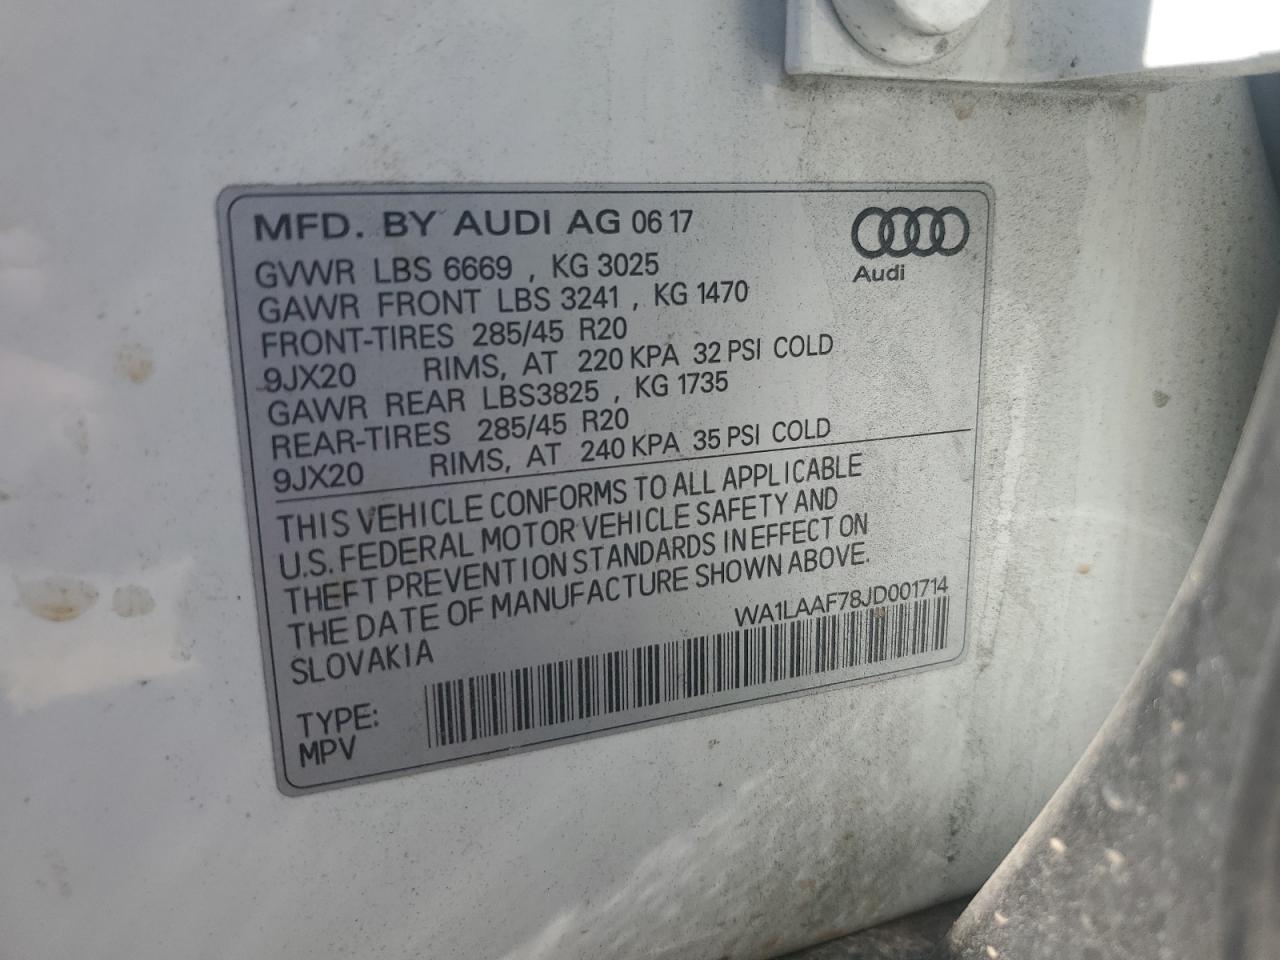 MFD. BY AUDI AG 06 17
Audi
GVWR LBS 6669 , KG 3025
GAWR FRONT LBS 3241 , KG 1470
FRONT-TIRES 285/45 R20
9JX20 RIMS, AT 220 KPA 32 PSI COLD
GAWR REAR LBS3825 , KG 1735
REAR-TIRES 285/45 R20
9JX20 RIMS, AT 240 KPA 35 PSI COLD
THIS VEHICLE CONFORMS TO ALL APPLICABLE
U.S. FEDERAL MOTOR VEHICLE SAFETY AND
THEFT PREVENTION STANDARDS IN EFFECT ON
THE DATE OF MANUFACTURE SHOWN ABOVE.
SLOVAKIA
WA1LAAF78JD001714
TYPE:
MPV